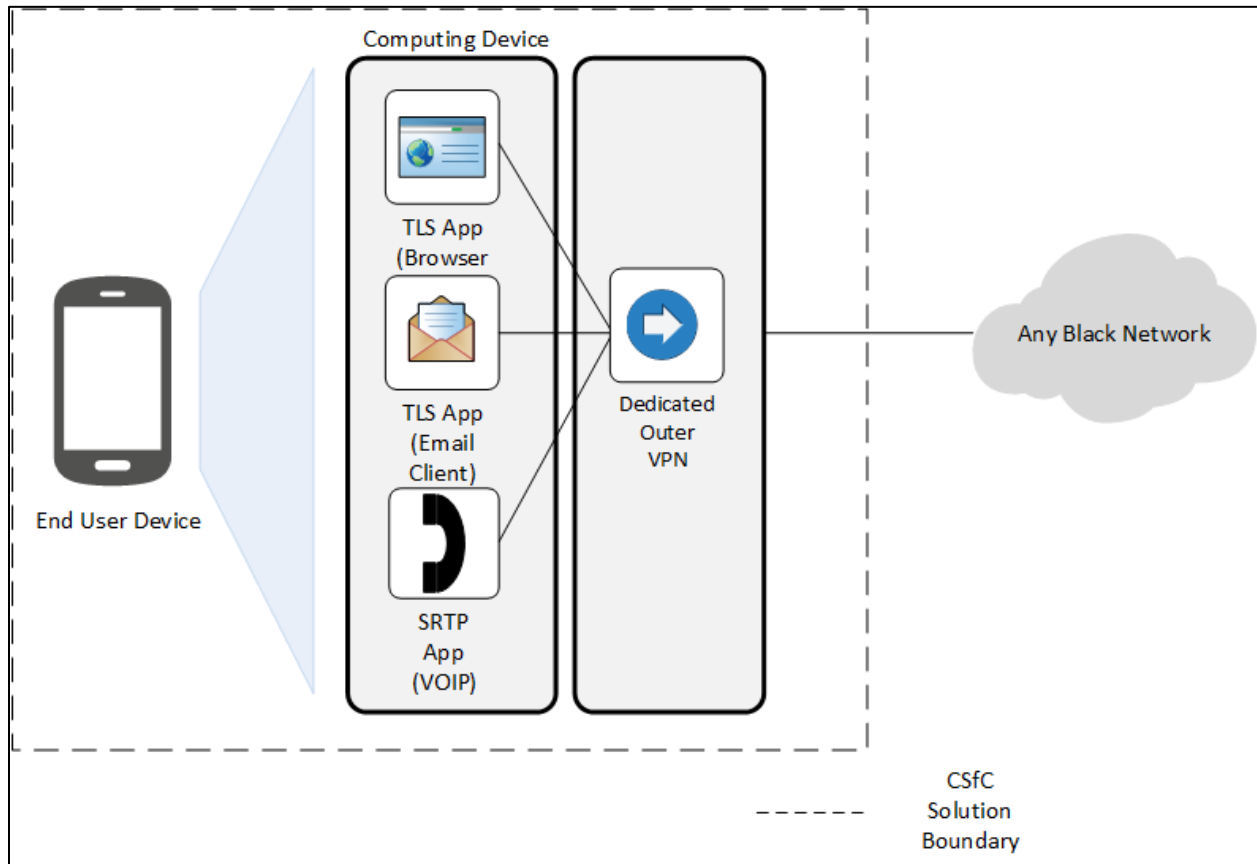 Computing Device
TLS App
(Browser
TLS App
(Email
Client)
SRTP
App
(VOIP)
End User Device
Dedicated
Outer
VPN
Any Black Network
CSfC
Solution
Boundary